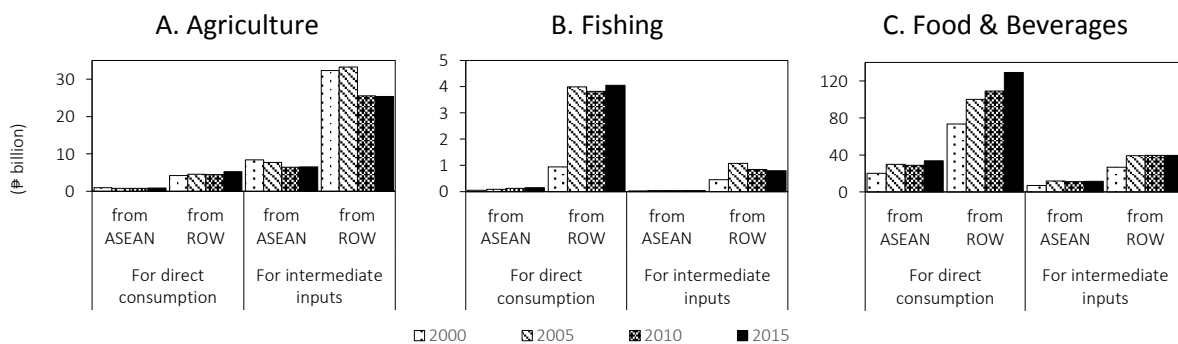 A. Agriculture
B. Fishing
C. Food & Beverages
(₱ billion)
30
20
10
0
from ASEAN
from ROW
from ASEAN
from ROW
For direct consumption
For intermediate inputs
5
4
3
2
1
0
from ASEAN
from ROW
from ASEAN
from ROW
For direct consumption
For intermediate inputs
120
80
40
0
from ASEAN
from ROW
from ASEAN
from ROW
For direct consumption
For intermediate inputs
2000
2005
2010
2015